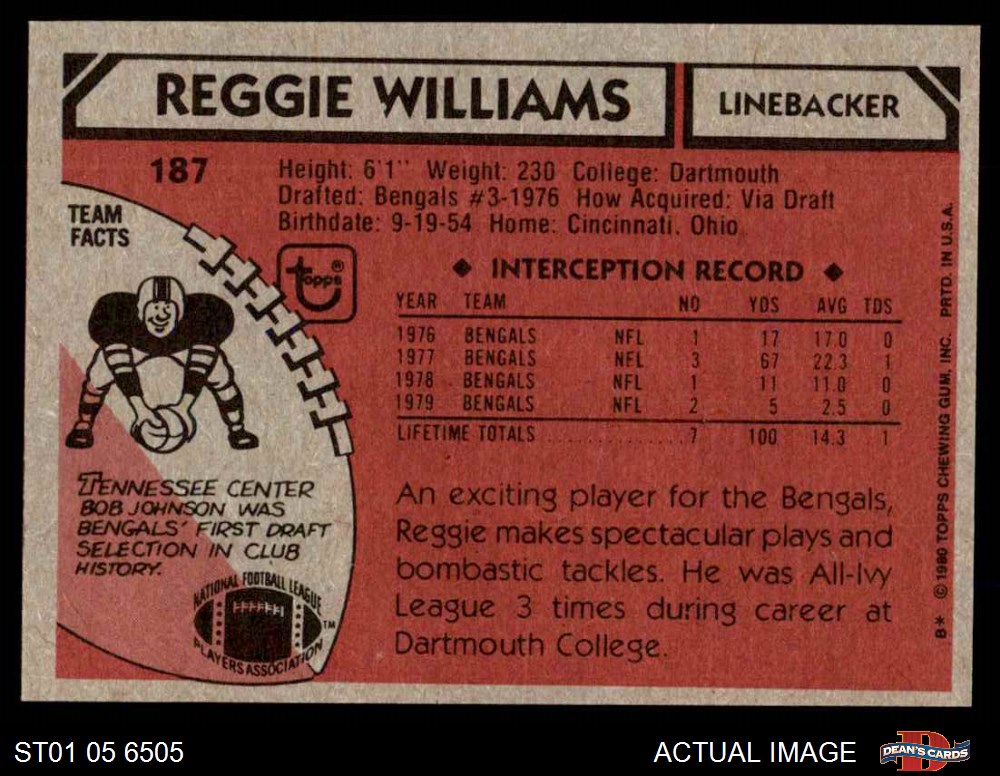 REGGIE WILLIAMS
LINEBACKER
187
Height: 6'1" Weight: 230 College: Dartmouth
Drafted: Bengals #3-1976 How Acquired: Via Draft
Birthdate: 9-19-54 Home: Cincinnati, Ohio
TEAM
FACTS
topps®
◆ INTERCEPTION RECORD ◆
YEAR TEAM NO YDS AVG TDS
1976 BENGALS NFL 1 17 17.0 0
1977 BENGALS NFL 3 67 22.3 1
1978 BENGALS NFL 1 11 11.0 0
1979 BENGALS NFL 2 5 2.5 0
LIFETIME TOTALS 7 100 14.3 1
TENNESSEE CENTER
BOB JOHNSON WAS
BENGALS' FIRST DRAFT
SELECTION IN CLUB
HISTORY.
NATIONAL FOOTBALL LEAGUE
PLAYERS ASSOCIATION
TM
An exciting player for the Bengals,
Reggie makes spectacular plays and
bombastic tackles. He was All-Ivy
League 3 times during career at
Dartmouth College.
B* © 1980 TOPPS CHEWING GUM, INC. PRTD. IN U.S.A.
ST01 05 6505
ACTUAL IMAGE
D
DEAN'S CARDS